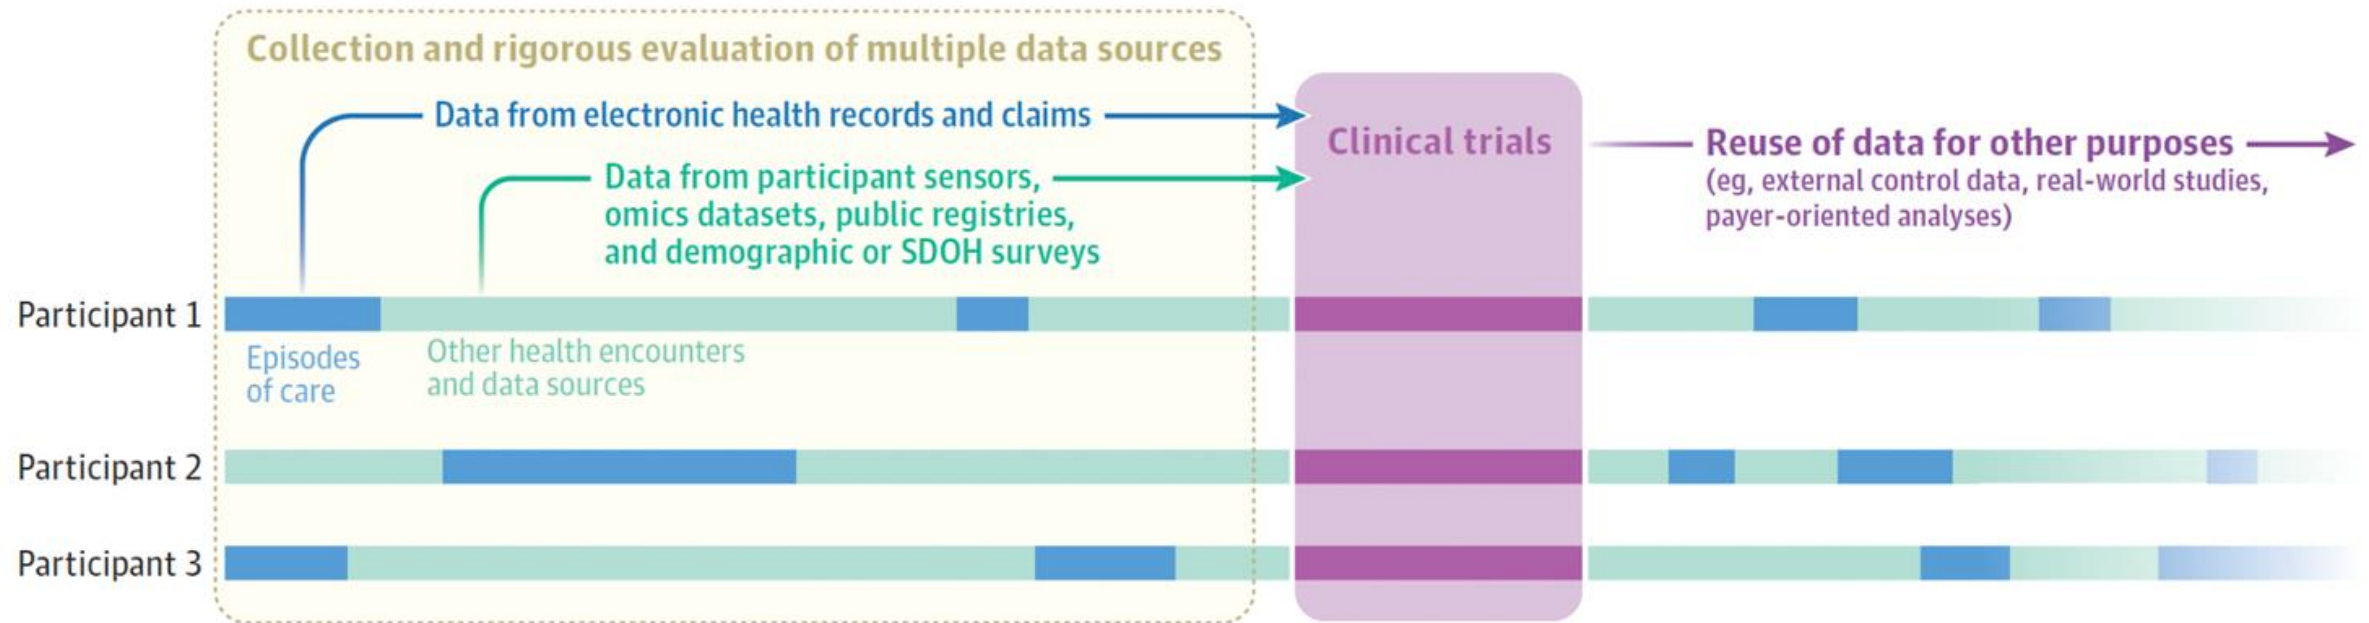 Collection and rigorous evaluation of multiple data sources
Data from electronic health records and claims
Data from participant sensors,
omics datasets, public registries,
and demographic or SDOH surveys
Clinical trials
Reuse of data for other purposes
(eg, external control data, real-world studies,
payer-oriented analyses)
Participant 1
Episodes
of care
Other health encounters
and data sources
Participant 2
Participant 3